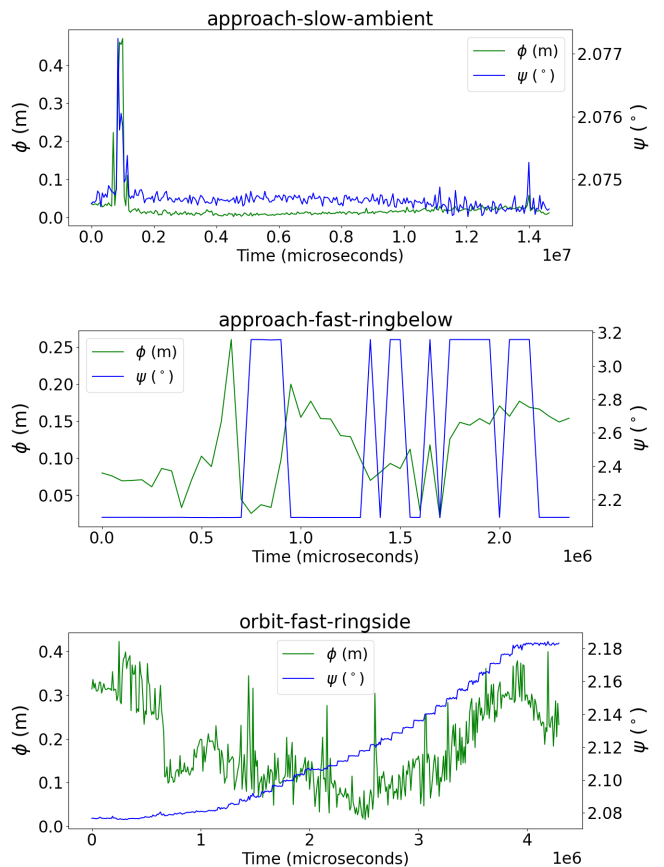 approach-slow-ambient
ϕ (m)
ψ (°)
0.4
0.3
0.2
0.1
0.0
ϕ (m)
2.077
2.076
2.075
ψ (°)
0.0 0.2 0.4 0.6 0.8 1.0 1.2 1.4
1e7
Time (microseconds)
approach-fast-ringbelow
ϕ (m)
ψ (°)
0.25
0.20
0.15
0.10
0.05
ϕ (m)
3.2
3.0
2.8
2.6
2.4
2.2
ψ (°)
0.0 0.5 1.0 1.5 2.0
1e6
Time (microseconds)
orbit-fast-ringside
ϕ (m)
ψ (°)
0.4
0.3
0.2
0.1
0.0
ϕ (m)
2.18
2.16
2.14
2.12
2.10
2.08
ψ (°)
0 1 2 3 4
1e6
Time (microseconds)